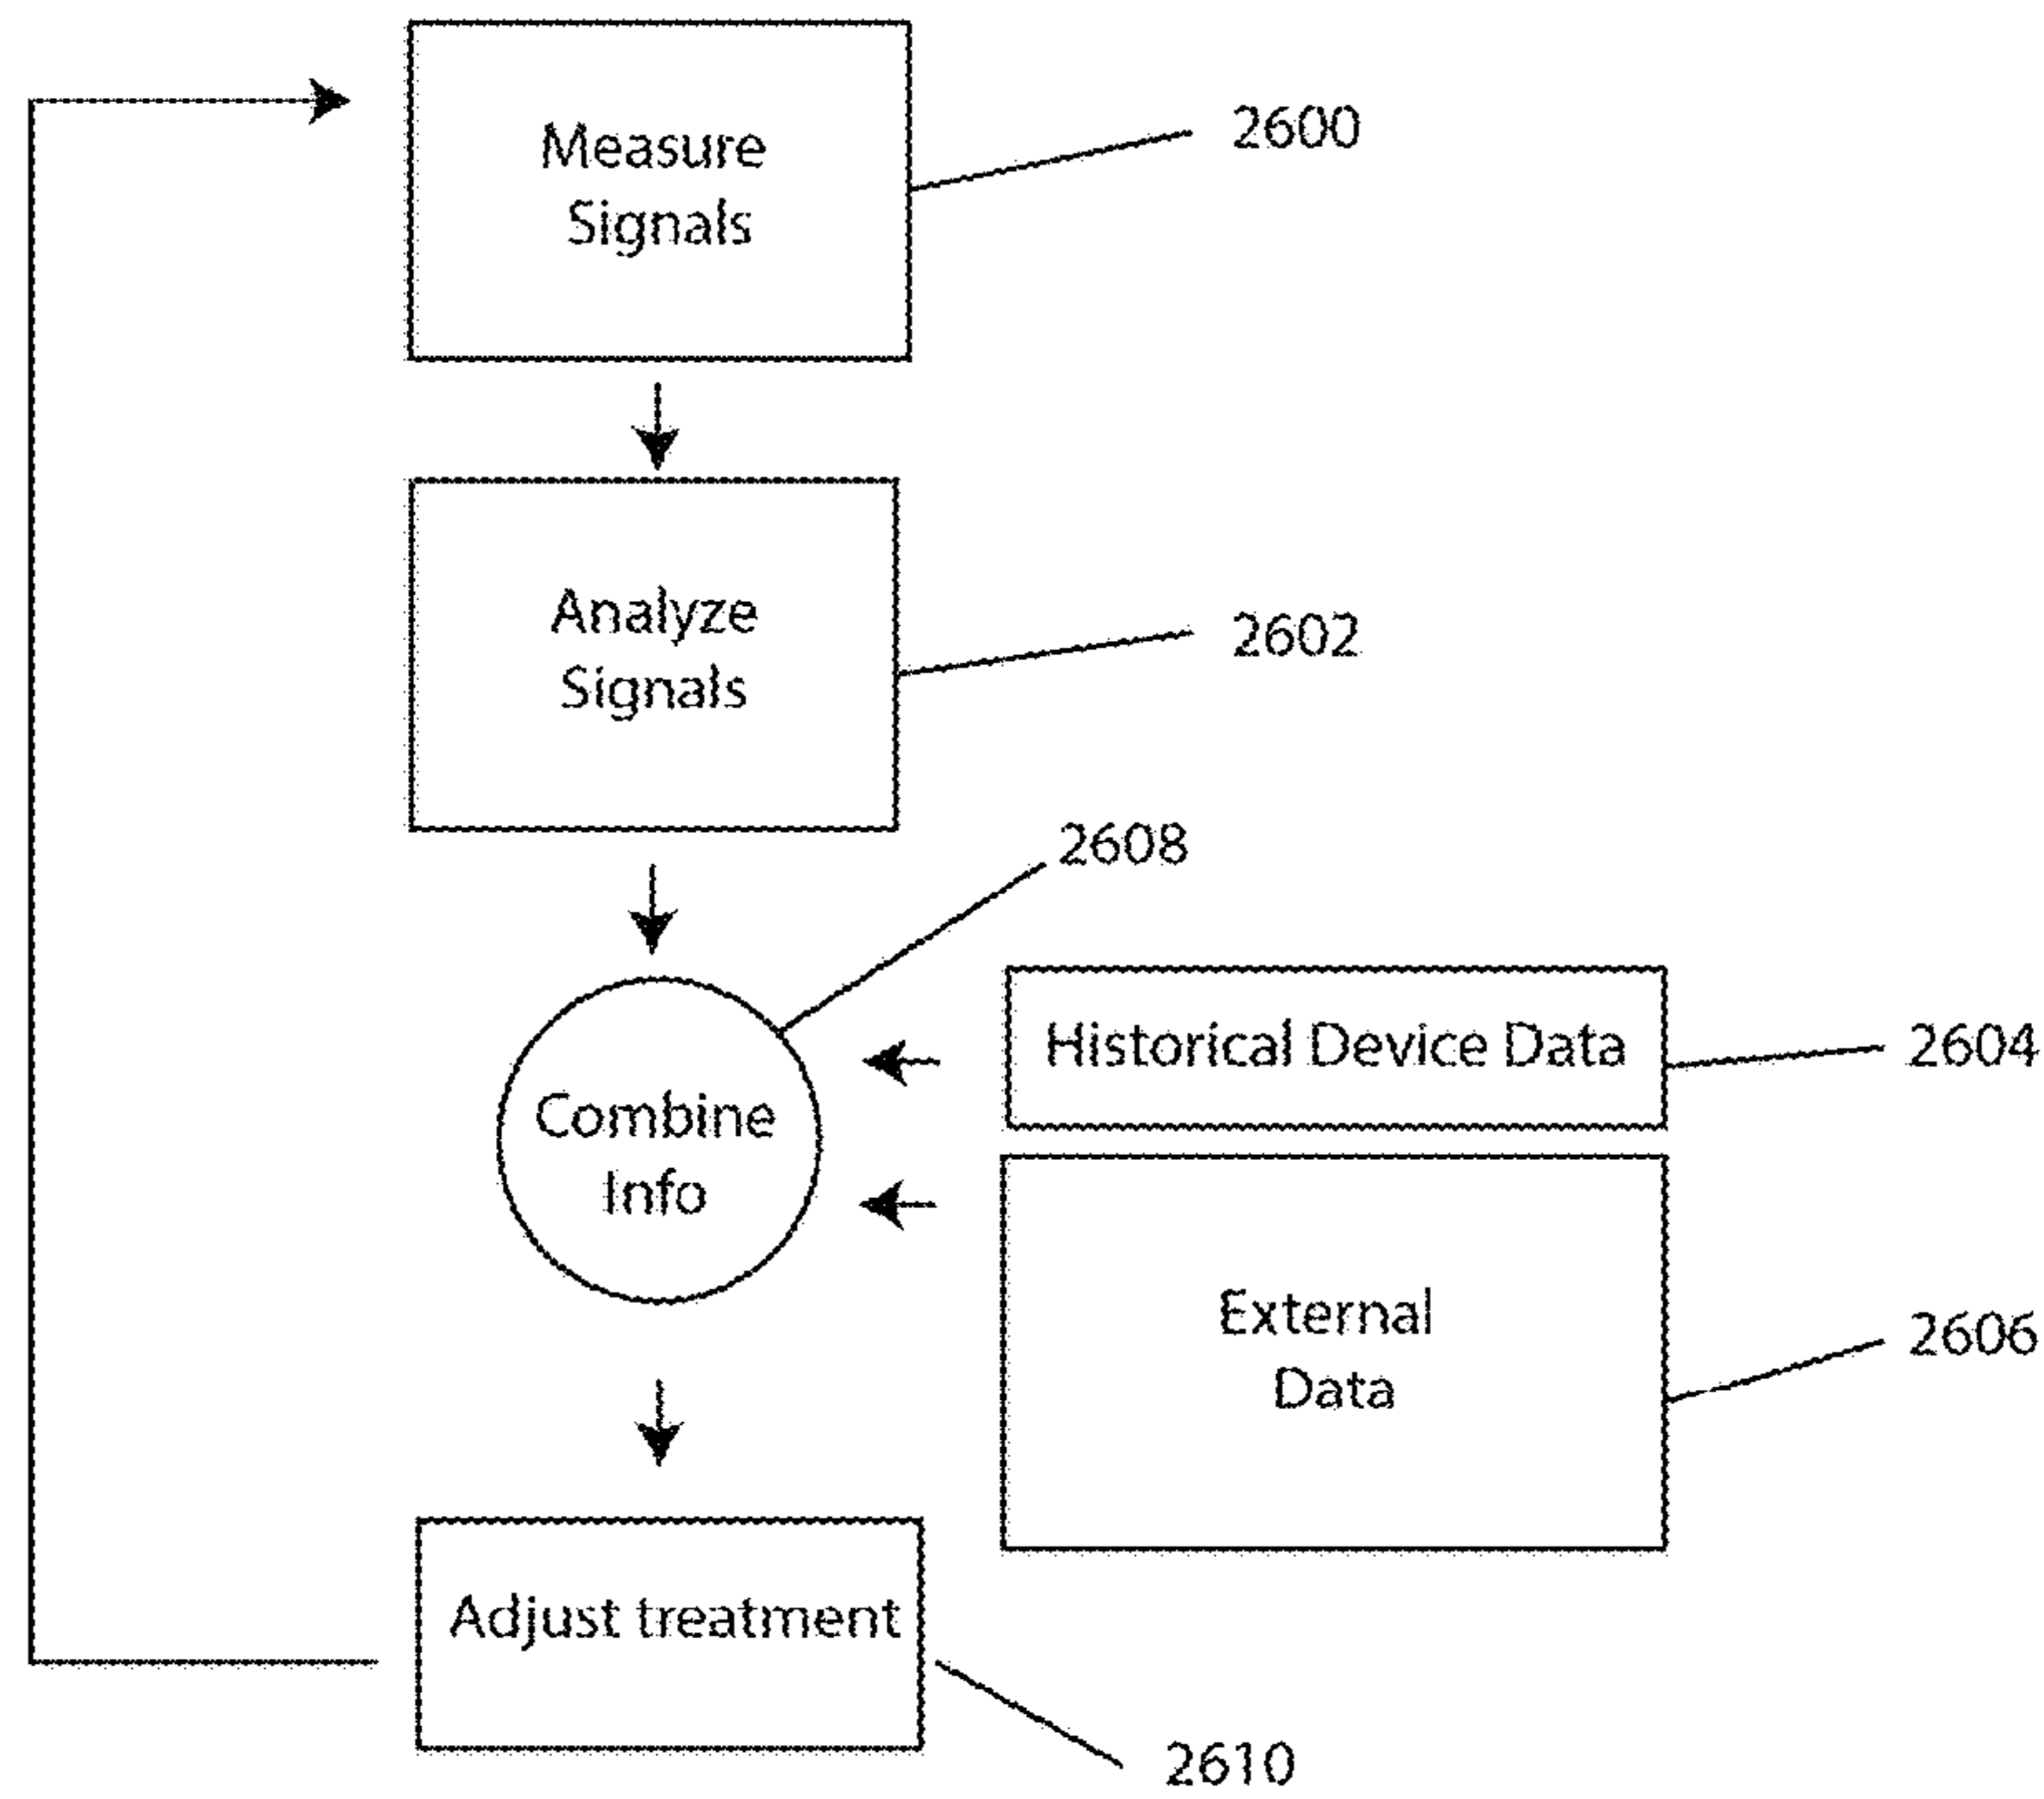 Measure
Signals
2600
Analyze
Signals
2602
2608
Combine
Info
Historical Device Data
2604
External
Data
2606
Adjust treatment
2610